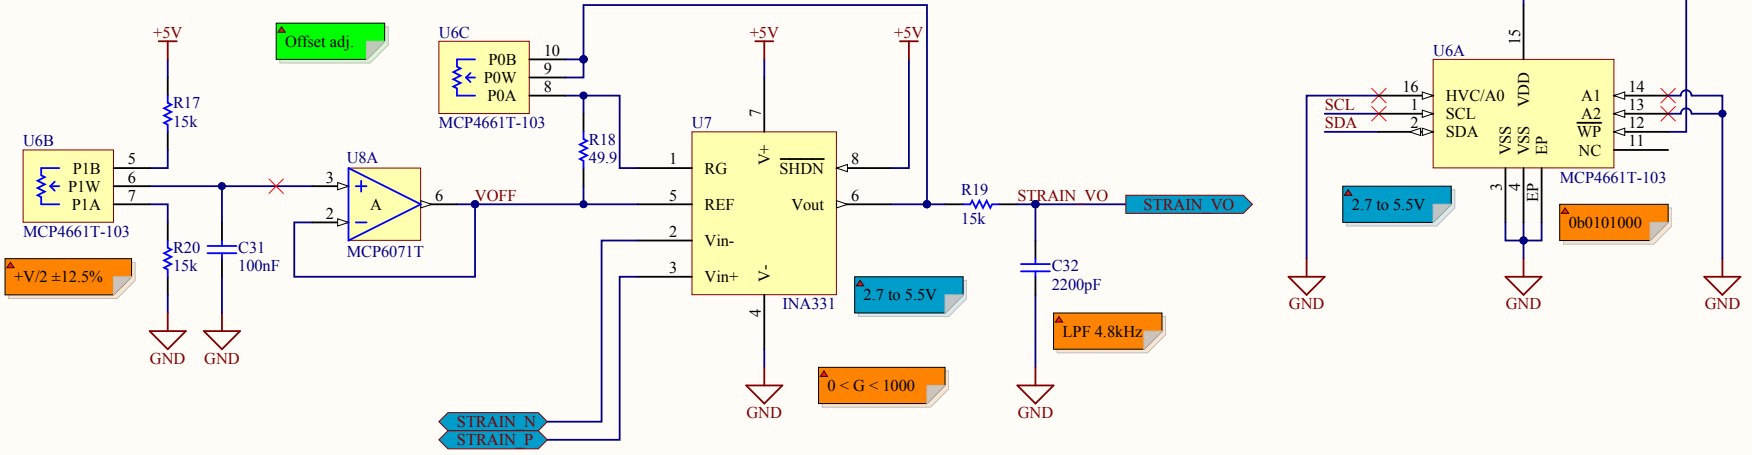 +5V
Offset adj.
R17
15k
U6B
P1B
P1W
P1A
5
6
7
MCP4661T-103
+V/2 ±12.5%
R20
15k
C31
100nF
GND
GND
U8A
3
2
+
A
−
6
MCP6071T
VOFF
U6C
P0B
P0W
P0A
10
9
8
MCP4661T-103
R18
49.9
+5V
+5V
U7
7
V+
SHDN
8
1
RG
5
REF
Vout
6
2
Vin-
3
Vin+
V-
4
INA331
GND
STRAIN_N
STRAIN_P
2.7 to 5.5V
0 < G < 1000
R19
15k
STRAIN_VO
STRAIN_VO
C32
2200pF
LPF 4.8kHz
GND
U6A
15
VDD
16
HVC/A0
SCL
1
SCL
SDA
2
SDA
A1
14
A2
13
WP
12
NC
11
VSS
VSS
EP
3
4
EP
MCP4661T-103
2.7 to 5.5V
0b0101000
GND
GND
GND